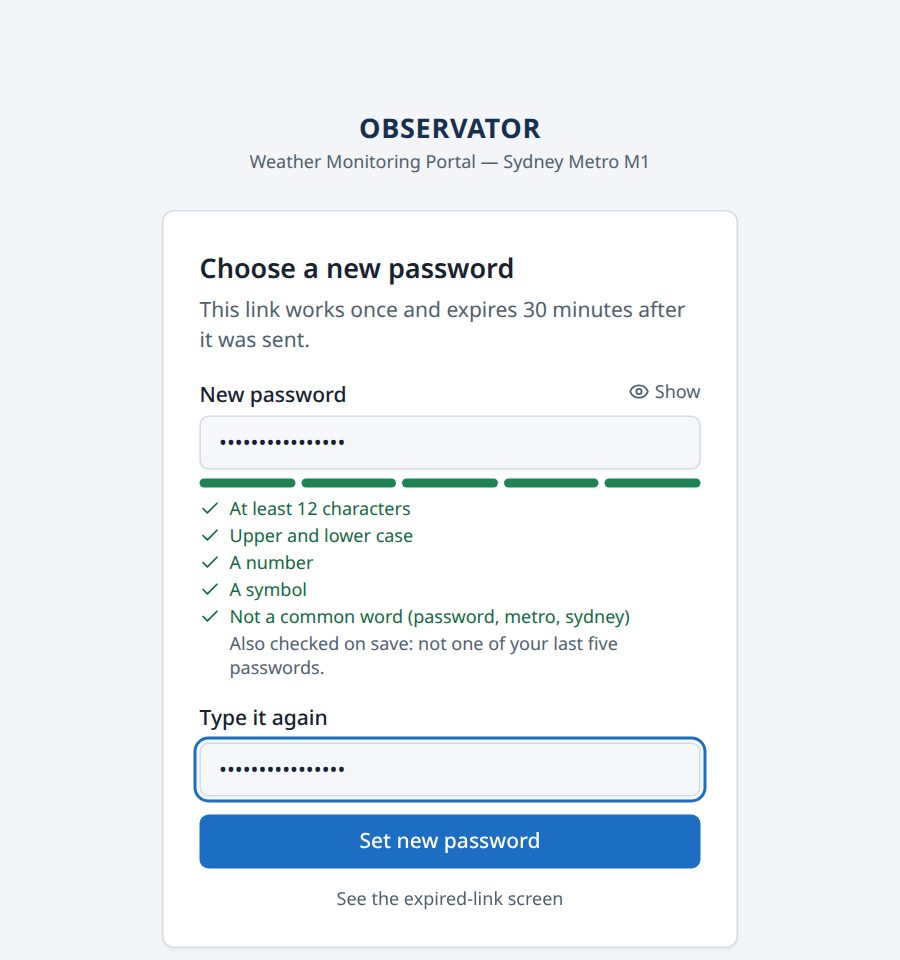 OBSERVATOR
Weather Monitoring Portal — Sydney Metro M1
Choose a new password
This link works once and expires 30 minutes after
it was sent.
New password
Show
••••••••••••••••
At least 12 characters
Upper and lower case
A number
A symbol
Not a common word (password, metro, sydney)
Also checked on save: not one of your last five
passwords.
Type it again
••••••••••••••••
Set new password
See the expired-link screen